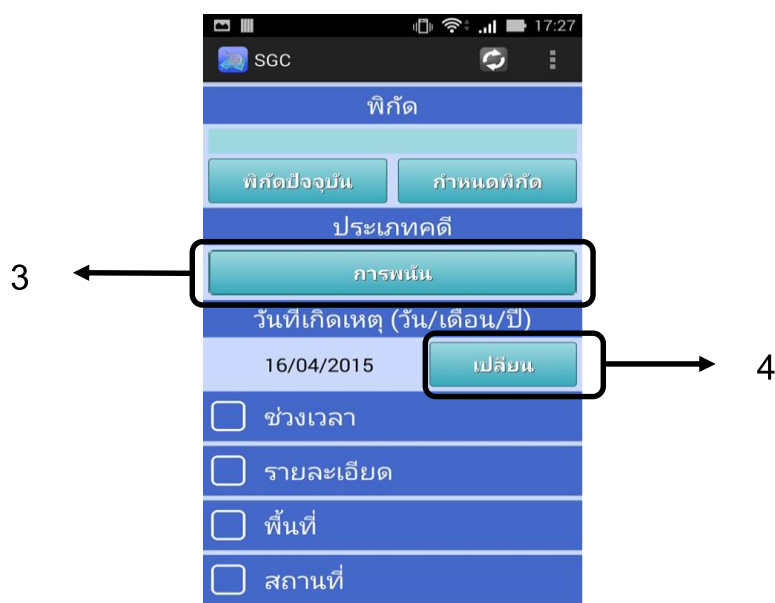 17:27
SGC
พิกัด
พิกัดปัจจุบัน กำหนดพิกัด
ประเภทคดี
3 การพนัน
วันที่เกิดเหตุ (วัน/เดือน/ปี)
16/04/2015 เปลี่ยน 4
ช่วงเวลา
รายละเอียด
พื้นที่
สถานที่